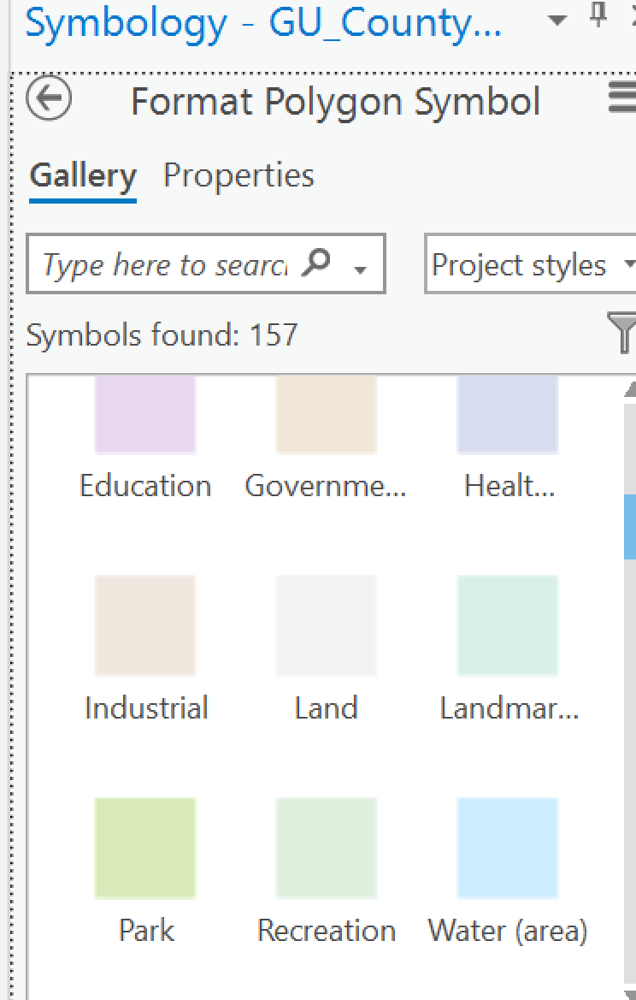 Symbology - GU_County...
Format Polygon Symbol
Gallery Properties
Type here to searc Project styles
Symbols found: 157
Education Governme... Healt...
Industrial Land Landmar...
Park Recreation Water (area)